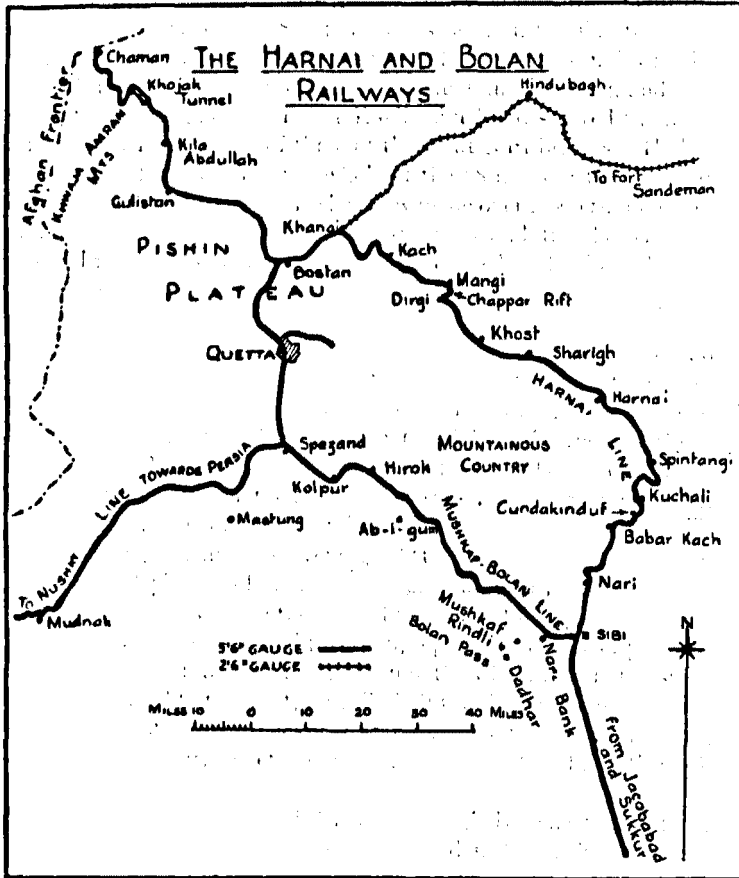 THE HARNAI AND BOLAN
RAILWAYS
Chaman
Khojak
Tunnel
Hindubagh
Afghan Frontier
KHWAJA AMRAN
MTS
Kila
Abdullah
To Fort
Sandeman
Gulistan
Khanai
PISHIN
Kach
Bostan
PLATEAU
Mangi
Dirgi
Chappar Rift
Khost
QUETTA
Sharigh
HARNAI
LINE
Harnai
Spezand
MOUNTAINOUS
COUNTRY
Spintangi
LINE TOWARDS PERSIA
Hirok
Kolpur
Kuchali
Mastung
Gundakinduf
Ab-i-gum
MUSHKAF-BOLAN LINE
Babar Kach
TO NUSHKI
Nari
Mudnak
Mushkaf
Rindli
Bolan Pass
SIBI
N
5'6" GAUGE
2'6" GAUGE
Dadhar
Nari Bank
MILES 10 0 10 20 30 40 MILES
from Jacobabad
and Sukkur